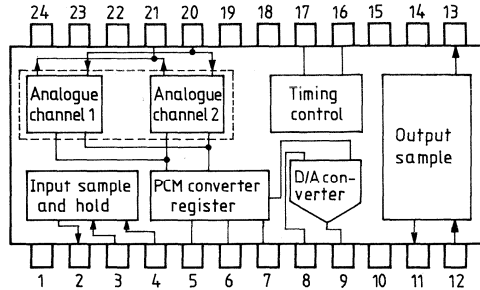 24 23 22 21 20 19 18 17 16 15 14 13
Analogue
channel 1
Analogue
channel 2
Timing
control
Output
sample
Input sample
and hold
PCM converter
register
D/A con-
verter
1 2 3 4 5 6 7 8 9 10 11 12